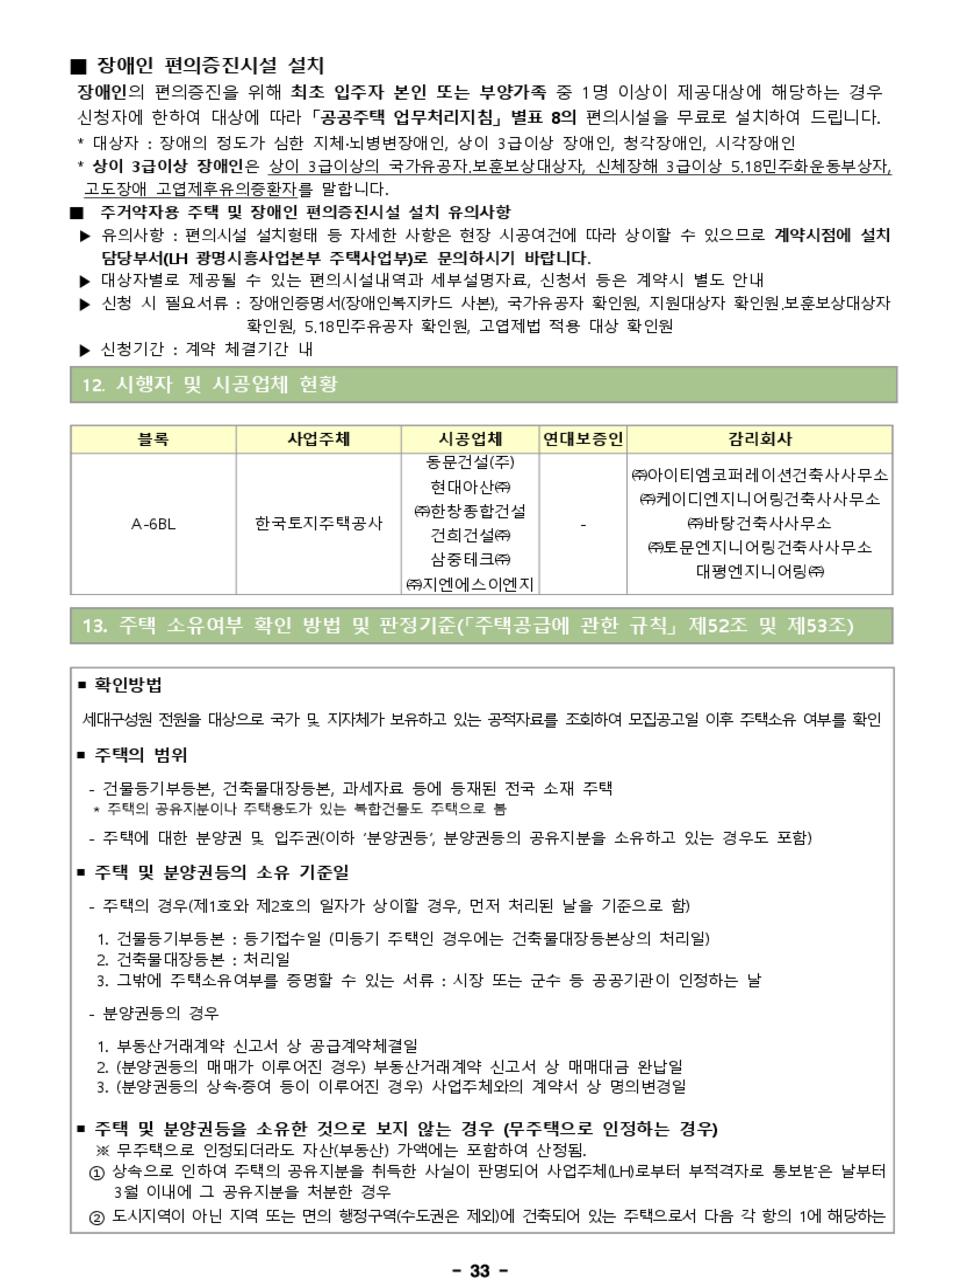 ■ 장애인 편의증진시설 설치
장애인의 편의증진을 위해 최초 입주자 본인 또는 부양가족 중 1명 이상이 제공대상에 해당하는 경우
신청자에 한하여 대상에 따라 「공공주택 업무처리지침」 별표 8의 편의시설을 무료로 설치하여 드립니다.
* 대상자 : 장애의 정도가 심한 지체·뇌병변장애인, 상이 3급이상 장애인, 청각장애인, 시각장애인
* 상이 3급이상 장애인은 상이 3급이상의 국가유공자.보훈보상대상자, 신체장해 3급이상 5.18민주화운동부상자,
고도장애 고엽제후유의증환자를 말합니다.
■ 주거약자용 주택 및 장애인 편의증진시설 설치 유의사항
▶ 유의사항 : 편의시설 설치형태 등 자세한 사항은 현장 시공여건에 따라 상이할 수 있으므로 계약시점에 설치
담당부서(LH 광명시흥사업본부 주택사업부)로 문의하시기 바랍니다.
▶ 대상자별로 제공될 수 있는 편의시설내역과 세부설명자료, 신청서 등은 계약시 별도 안내
▶ 신청 시 필요서류 : 장애인증명서(장애인복지카드 사본), 국가유공자 확인원, 지원대상자 확인원.보훈보상대상자
확인원, 5.18민주유공자 확인원, 고엽제법 적용 대상 확인원
▶ 신청기간 : 계약 체결기간 내
12. 시행자 및 시공업체 현황
블록 사업주체 시공업체 연대보증인 감리회사
A-6BL 한국토지주택공사
동문건설(주)
현대아산㈜
㈜한창종합건설
건희건설㈜
삼중테크㈜
㈜지엔에스이엔지
-
㈜아이티엠코퍼레이션건축사사무소
㈜케이디엔지니어링건축사사무소
㈜바탕건축사사무소
㈜토문엔지니어링건축사사무소
대평엔지니어링㈜
13. 주택 소유여부 확인 방법 및 판정기준(「주택공급에 관한 규칙」 제52조 및 제53조)
▪ 확인방법
세대구성원 전원을 대상으로 국가 및 지자체가 보유하고 있는 공적자료를 조회하여 모집공고일 이후 주택소유 여부를 확인
▪ 주택의 범위
- 건물등기부등본, 건축물대장등본, 과세자료 등에 등재된 전국 소재 주택
* 주택의 공유지분이나 주택용도가 있는 복합건물도 주택으로 봄
- 주택에 대한 분양권 및 입주권(이하 ‘분양권등‘, 분양권등의 공유지분을 소유하고 있는 경우도 포함)
▪ 주택 및 분양권등의 소유 기준일
- 주택의 경우(제1호와 제2호의 일자가 상이할 경우, 먼저 처리된 날을 기준으로 함)
1. 건물등기부등본 : 등기접수일 (미등기 주택인 경우에는 건축물대장등본상의 처리일)
2. 건축물대장등본 : 처리일
3. 그밖에 주택소유여부를 증명할 수 있는 서류 : 시장 또는 군수 등 공공기관이 인정하는 날
- 분양권등의 경우
1. 부동산거래계약 신고서 상 공급계약체결일
2. (분양권등의 매매가 이루어진 경우) 부동산거래계약 신고서 상 매매대금 완납일
3. (분양권등의 상속·증여 등이 이루어진 경우) 사업주체와의 계약서 상 명의변경일
▪ 주택 및 분양권등을 소유한 것으로 보지 않는 경우 (무주택으로 인정하는 경우)
※ 무주택으로 인정되더라도 자산(부동산) 가액에는 포함하여 산정됨.
① 상속으로 인하여 주택의 공유지분을 취득한 사실이 판명되어 사업주체(LH)로부터 부적격자로 통보받은 날부터
3월 이내에 그 공유지분을 처분한 경우
② 도시지역이 아닌 지역 또는 면의 행정구역(수도권은 제외)에 건축되어 있는 주택으로서 다음 각 항의 1에 해당하는
- 33 -